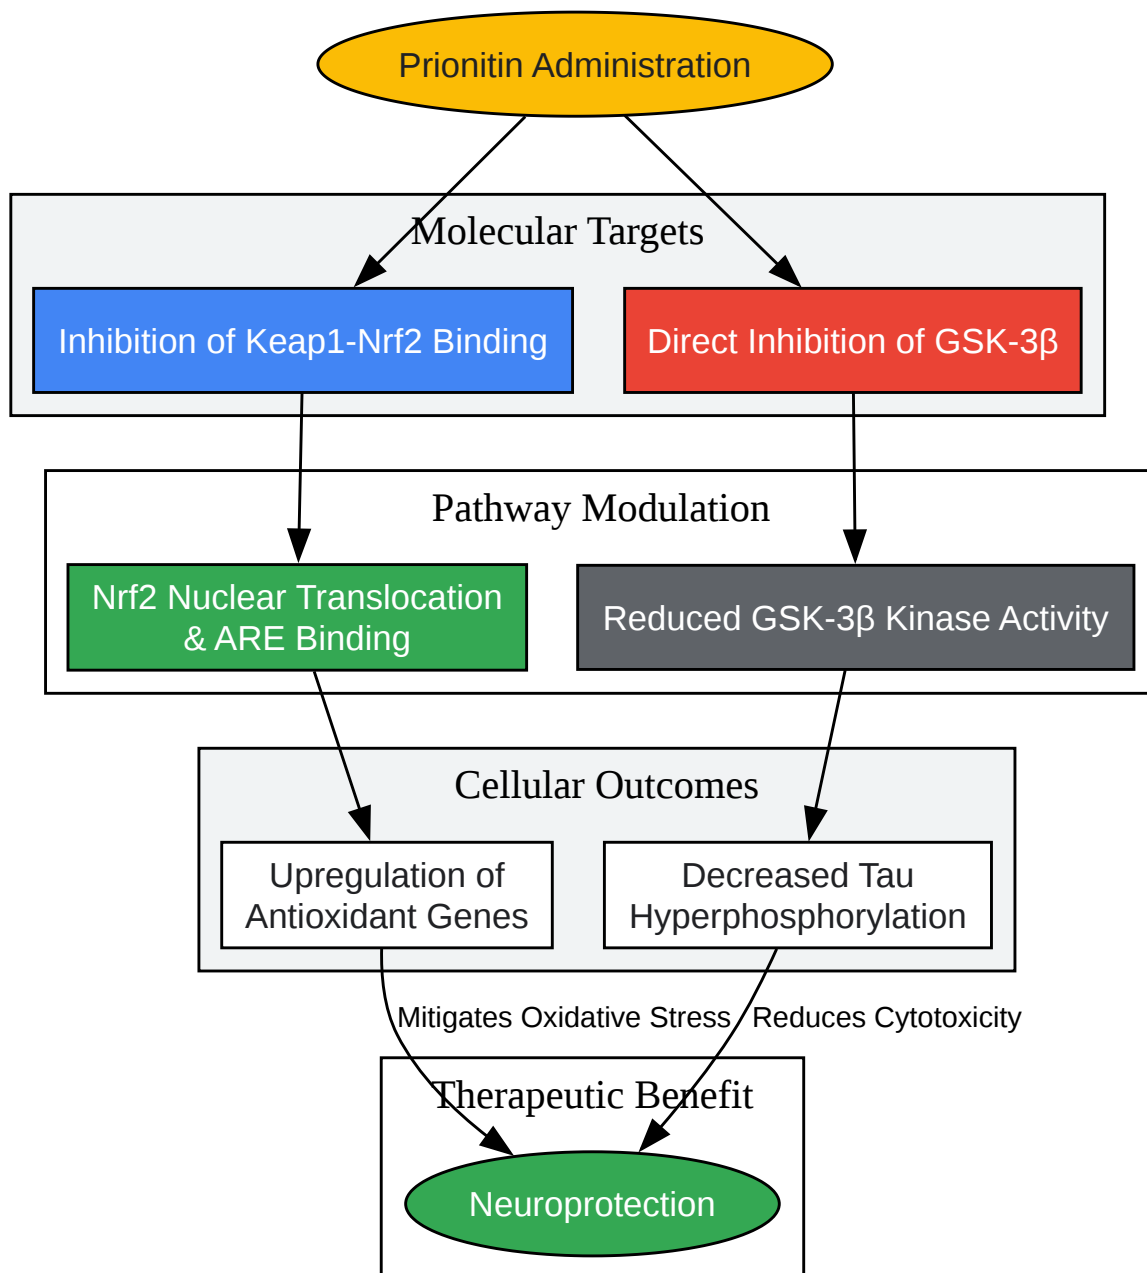 Prionitin Administration
Molecular Targets
Inhibition of Keap1-Nrf2 Binding
Direct Inhibition of GSK-3β
Pathway Modulation
Nrf2 Nuclear Translocation
& ARE Binding
Reduced GSK-3β Kinase Activity
Cellular Outcomes
Upregulation of
Antioxidant Genes
Decreased Tau
Hyperphosphorylation
Mitigates Oxidative Stress
Reduces Cytotoxicity
Therapeutic Benefit
Neuroprotection